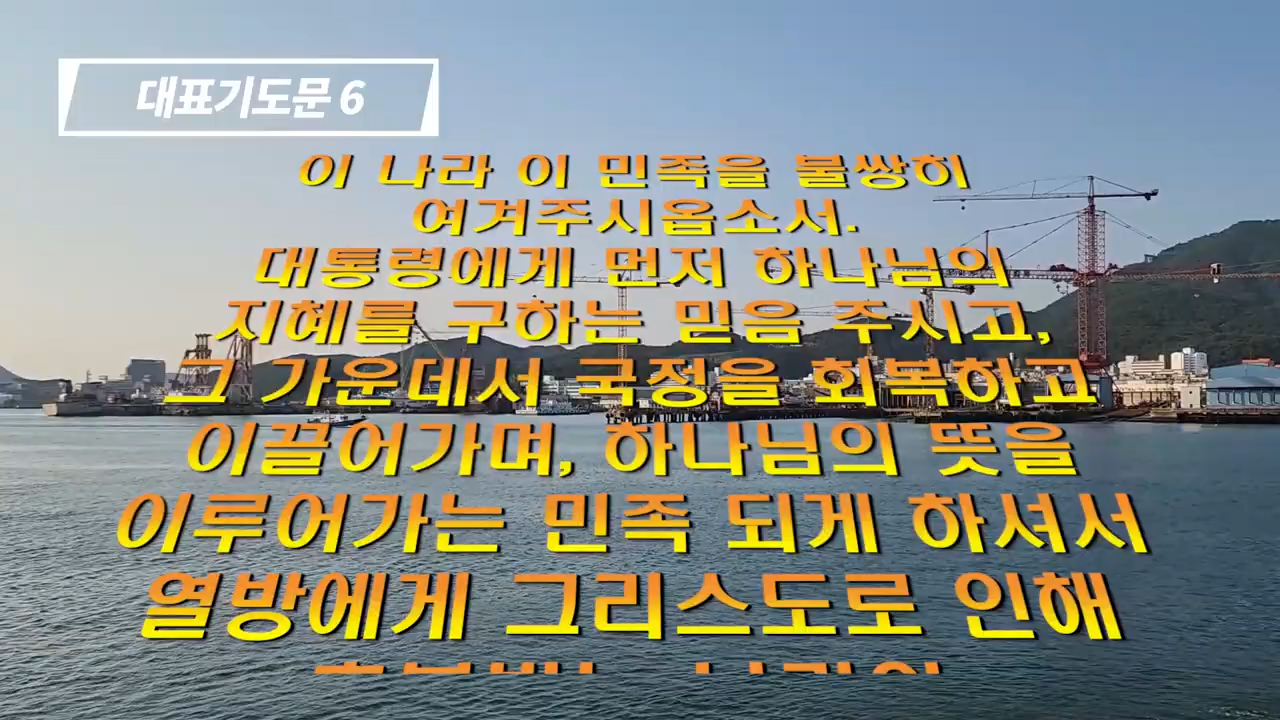 대표기도문 6
이 나라 이 민족을 불쌍히
여겨주시옵소서.
대통령에게 먼저 하나님의
지혜를 구하는 믿음 주시고,
그 가운데서 국정을 회복하고
이끌어가며, 하나님의 뜻을
이루어가는 민족 되게 하셔서
열방에게 그리스도로 인해